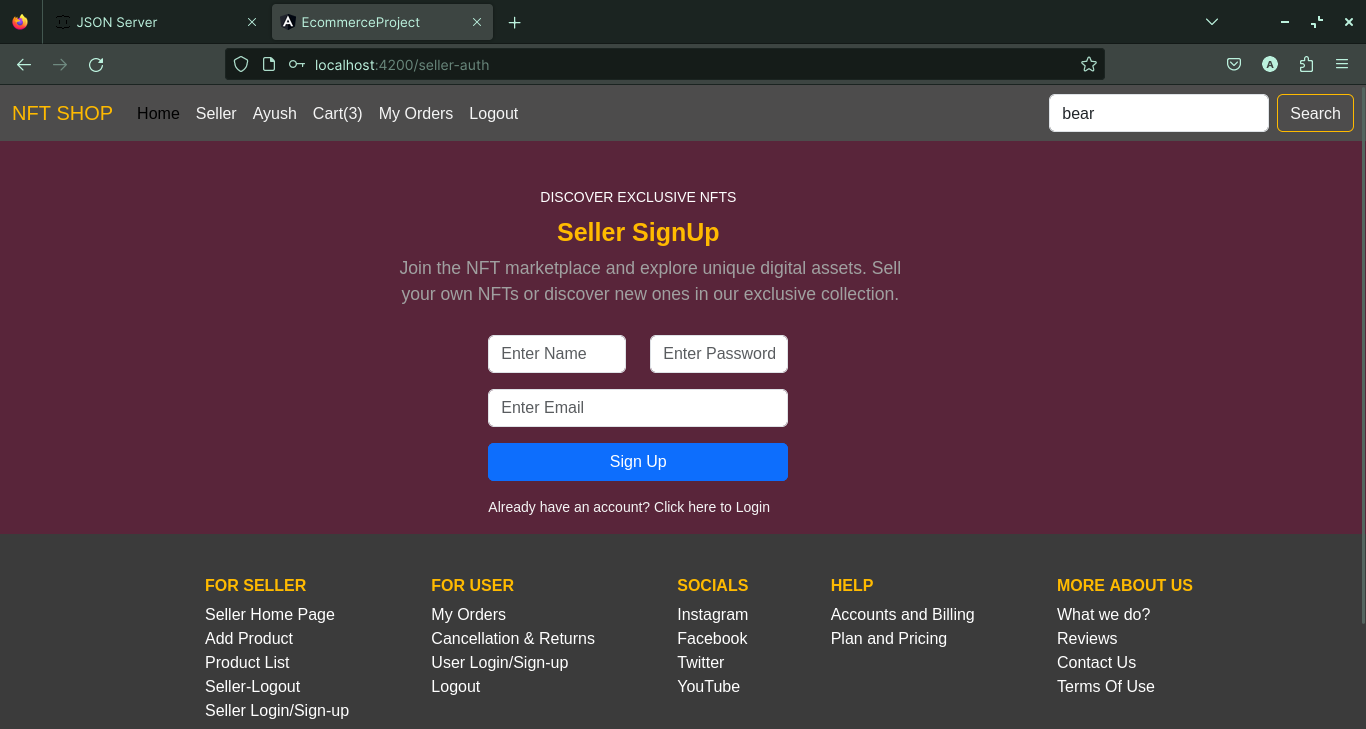 JSON Server
EcommerceProject
localhost:4200/seller-auth
A
NFT SHOP Home Seller Ayush Cart(3) My Orders Logout bear Search
DISCOVER EXCLUSIVE NFTS
Seller SignUp
Join the NFT marketplace and explore unique digital assets. Sell
your own NFTs or discover new ones in our exclusive collection.
Enter Name Enter Password
Enter Email
Sign Up
Already have an account? Click here to Login
FOR SELLER
Seller Home Page
Add Product
Product List
Seller-Logout
Seller Login/Sign-up
FOR USER
My Orders
Cancellation & Returns
User Login/Sign-up
Logout
SOCIALS
Instagram
Facebook
Twitter
YouTube
HELP
Accounts and Billing
Plan and Pricing
MORE ABOUT US
What we do?
Reviews
Contact Us
Terms Of Use